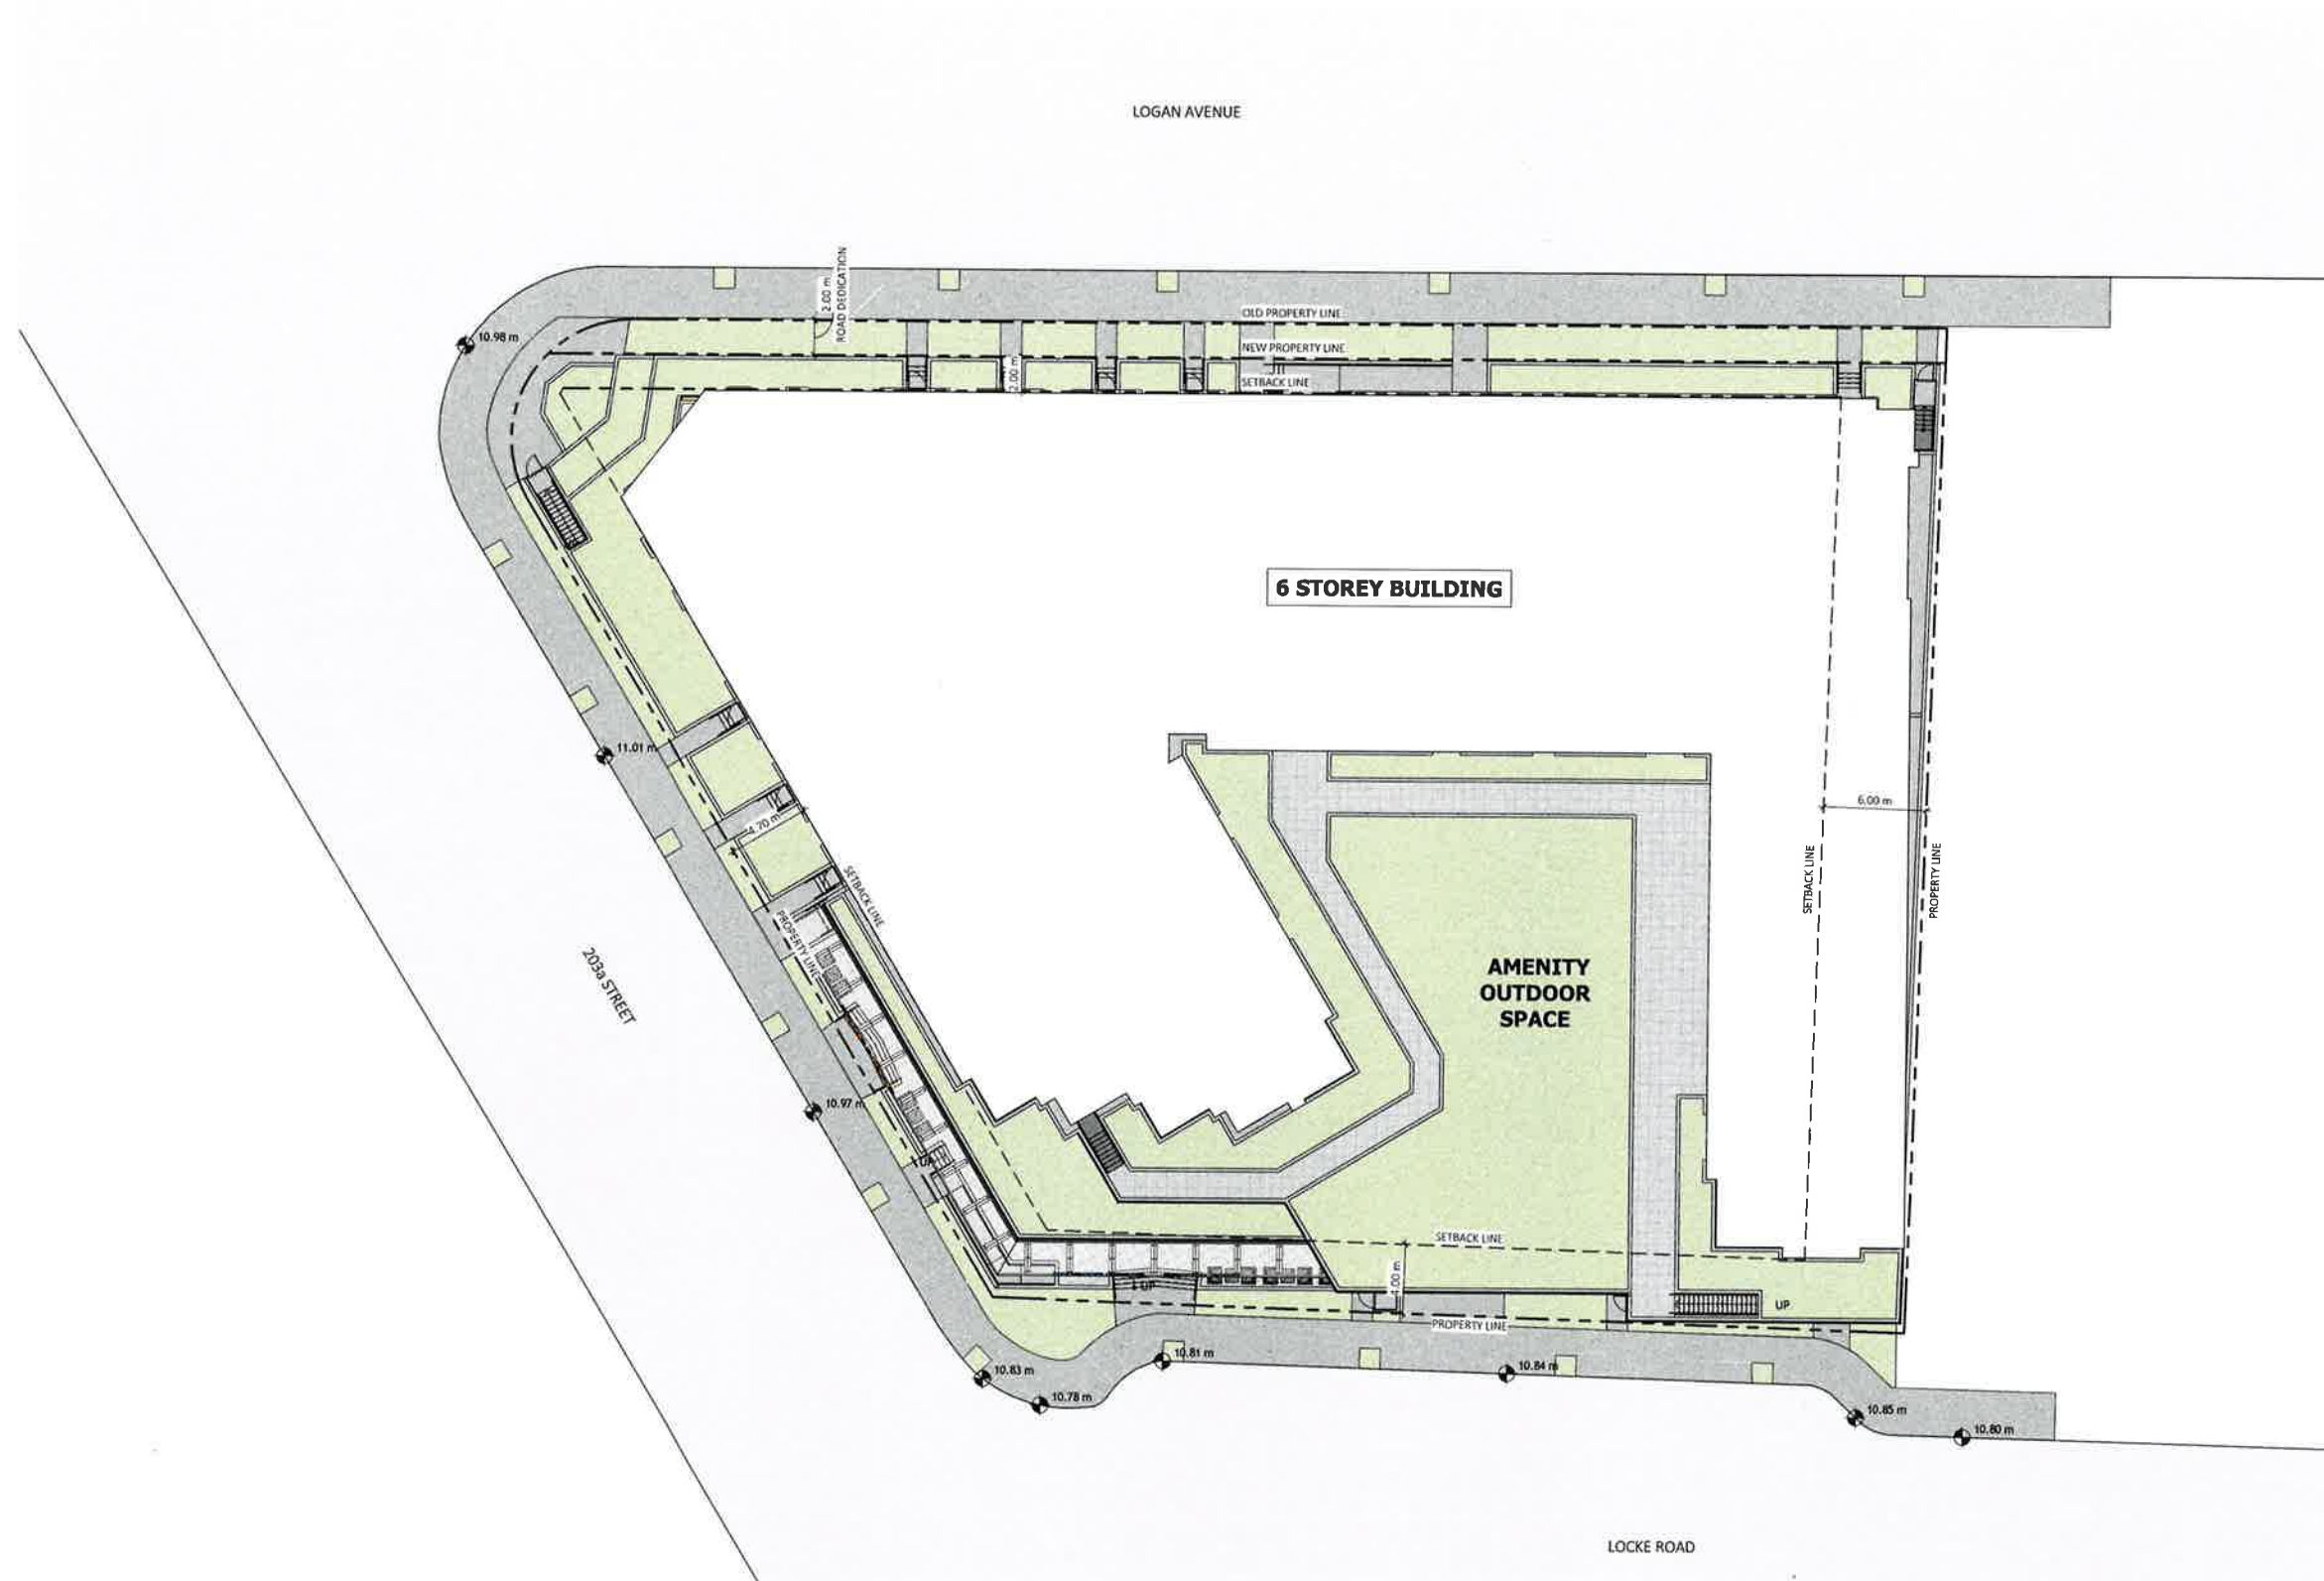 LOGAN AVENUE
2.00 m
ROAD DEDICATION
OLD PROPERTY LINE
10.98 m
NEW PROPERTY LINE
2.00 m
SETBACK LINE
6 STOREY BUILDING
11.01 m
6.00 m
4.70 m
SETBACK LINE
PROPERTY LINE
SETBACK LINE
PROPERTY LINE
203a STREET
AMENITY
OUTDOOR
SPACE
10.97 m
UP
SETBACK LINE
4.00 m
UP
UP
PROPERTY LINE
10.83 m
10.81 m
10.84 m
10.78 m
10.85 m
10.80 m
LOCKE ROAD